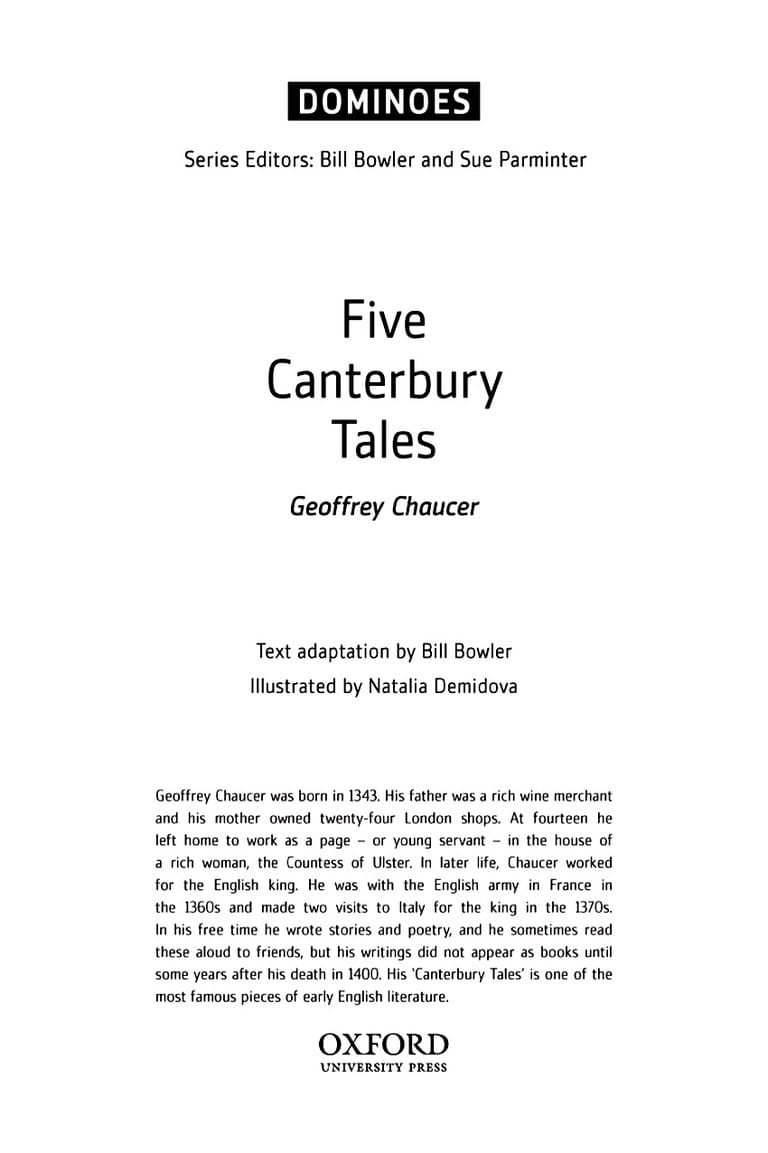 DOMINOES
Series Editors: Bill Bowler and Sue Parminter
Five
Canterbury
Tales
Geoffrey Chaucer
Text adaptation by Bill Bowler
Illustrated by Natalia Demidova
Geoffrey Chaucer was born in 1343. His father was a rich wine merchant
and his mother owned twenty-four London shops. At fourteen he
left home to work as a page – or young servant – in the house of
a rich woman, the Countess of Ulster. In later life, Chaucer worked
for the English king. He was with the English army in France in
the 1360s and made two visits to Italy for the king in the 1370s.
In his free time he wrote stories and poetry, and he sometimes read
these aloud to friends, but his writings did not appear as books until
some years after his death in 1400. His 'Canterbury Tales' is one of the
most famous pieces of early English literature.
OXFORD
UNIVERSITY PRESS